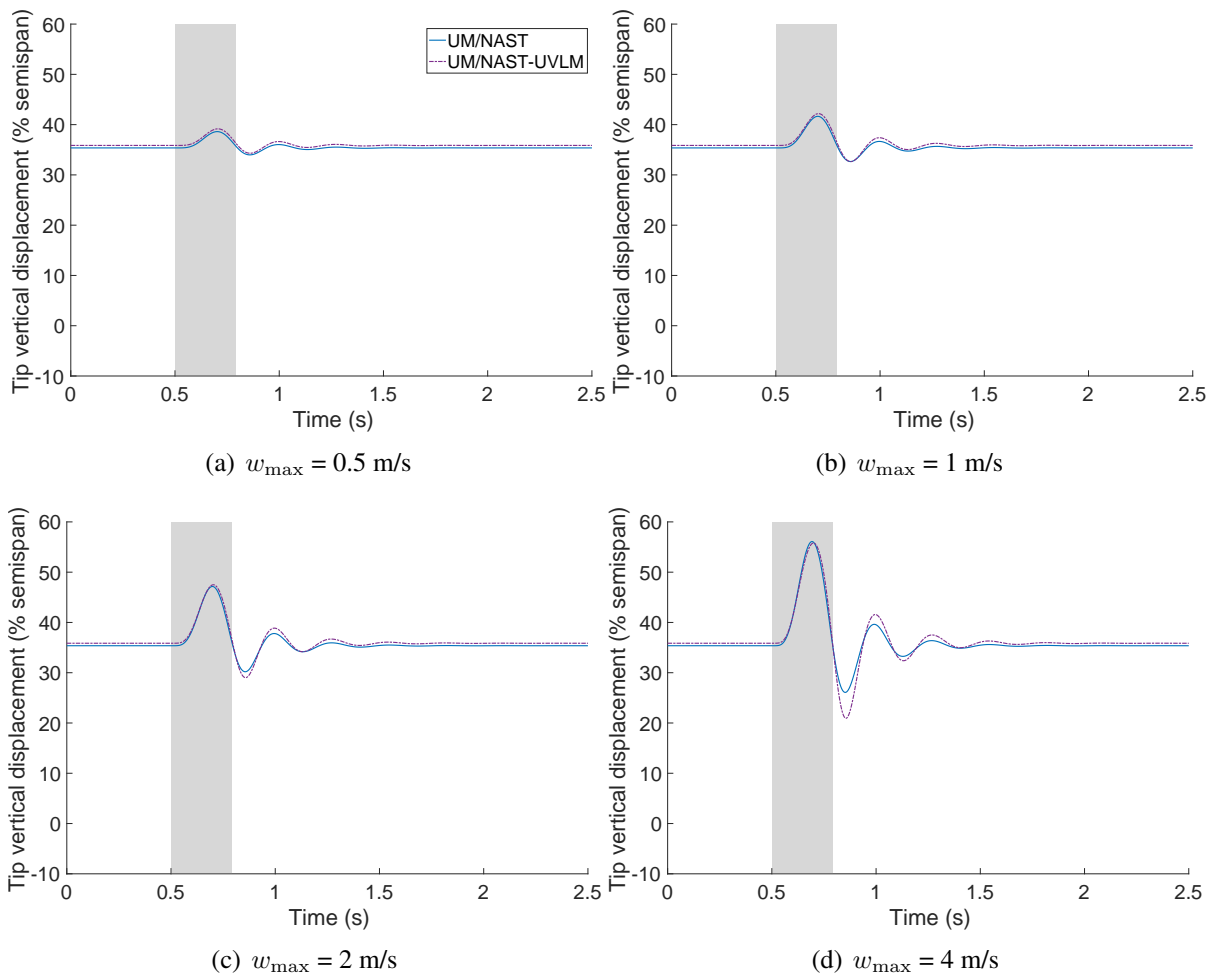 60
50
40
30
20
10
0
-10
Tip vertical displacement (% semispan)
UM/NAST
UM/NAST-UVLM
0 0.5 1 1.5 2 2.5
Time (s)
(a) wmax = 0.5 m/s
60
50
40
30
20
10
0
-10
Tip vertical displacement (% semispan)
0 0.5 1 1.5 2 2.5
Time (s)
(b) wmax = 1 m/s
60
50
40
30
20
10
0
-10
Tip vertical displacement (% semispan)
0 0.5 1 1.5 2 2.5
Time (s)
(c) wmax = 2 m/s
60
50
40
30
20
10
0
-10
Tip vertical displacement (% semispan)
0 0.5 1 1.5 2 2.5
Time (s)
(d) wmax = 4 m/s